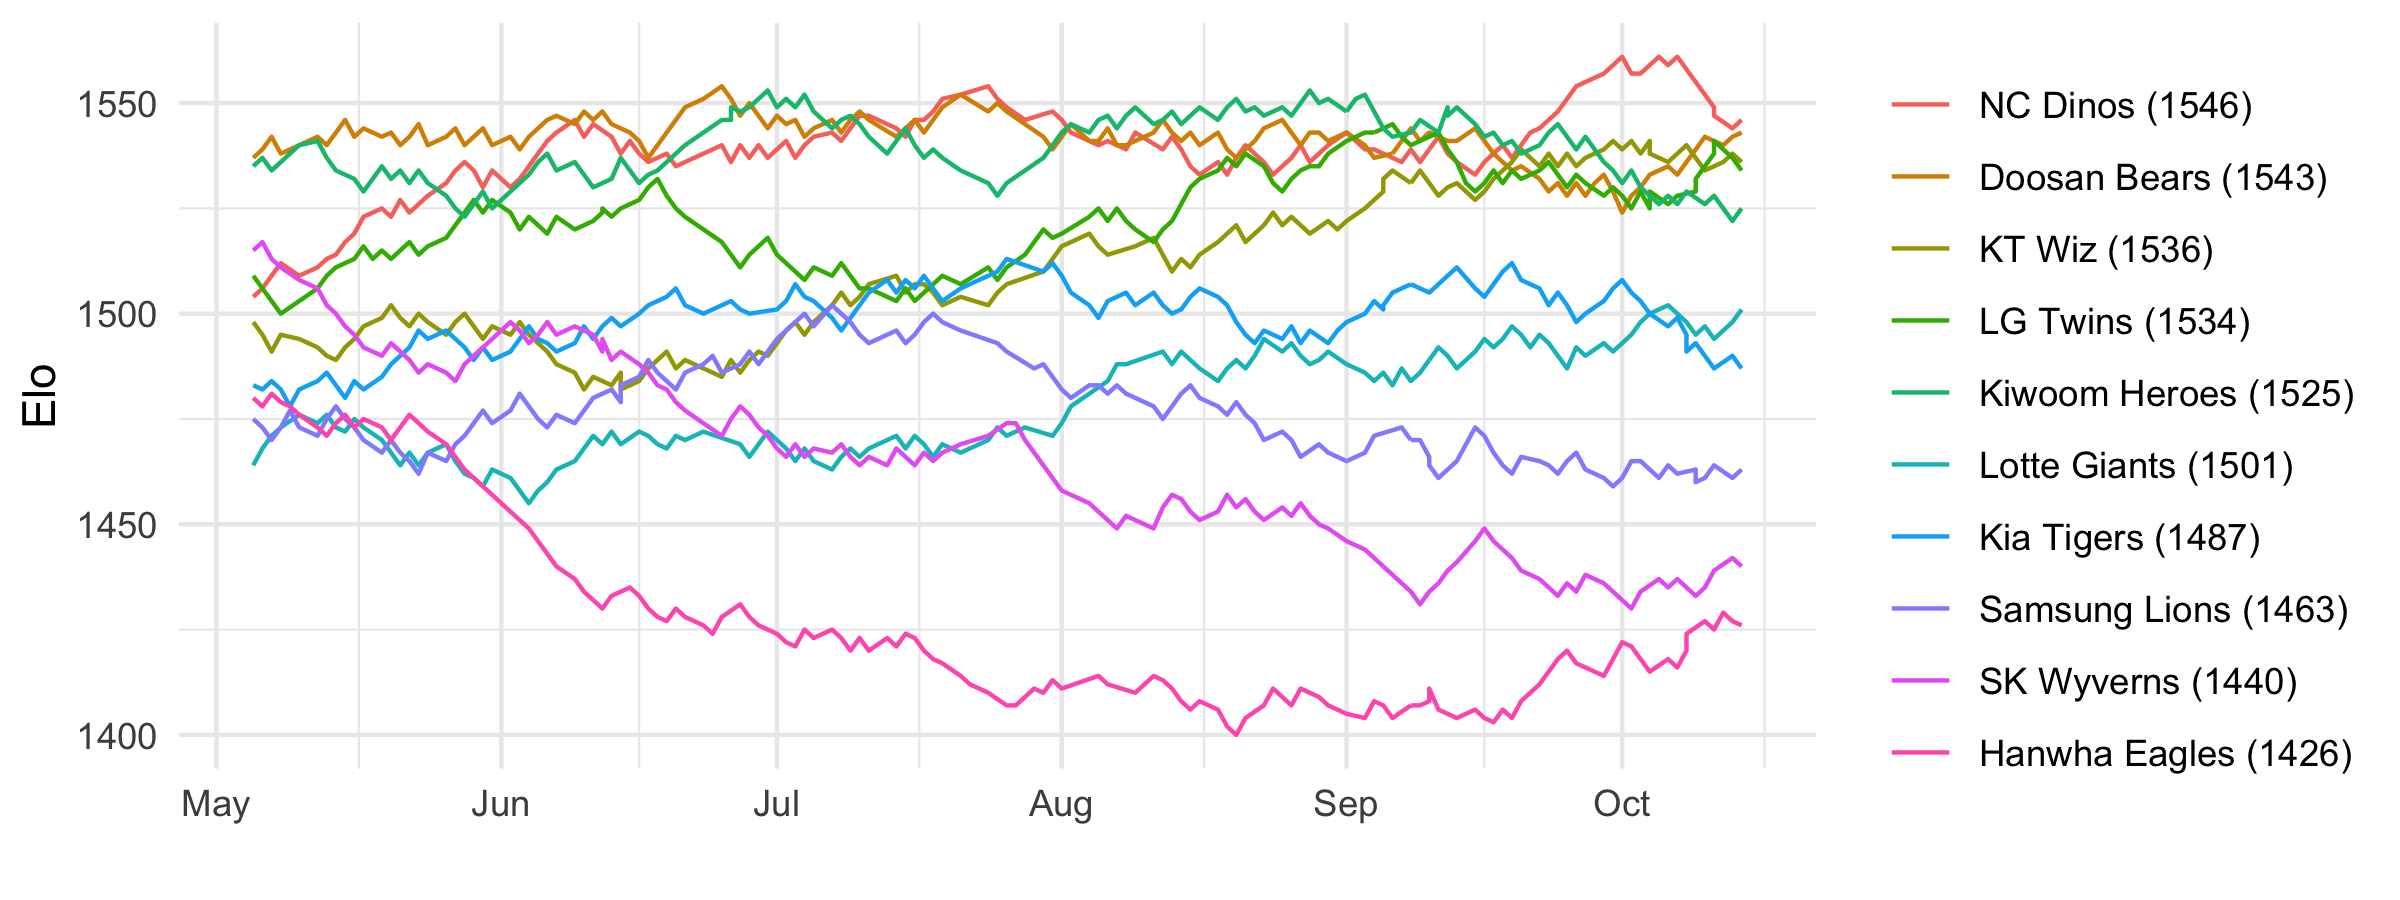 Elo
1550
1500
1450
1400
May Jun Jul Aug Sep Oct
NC Dinos (1546)
Doosan Bears (1543)
KT Wiz (1536)
LG Twins (1534)
Kiwoom Heroes (1525)
Lotte Giants (1501)
Kia Tigers (1487)
Samsung Lions (1463)
SK Wyverns (1440)
Hanwha Eagles (1426)